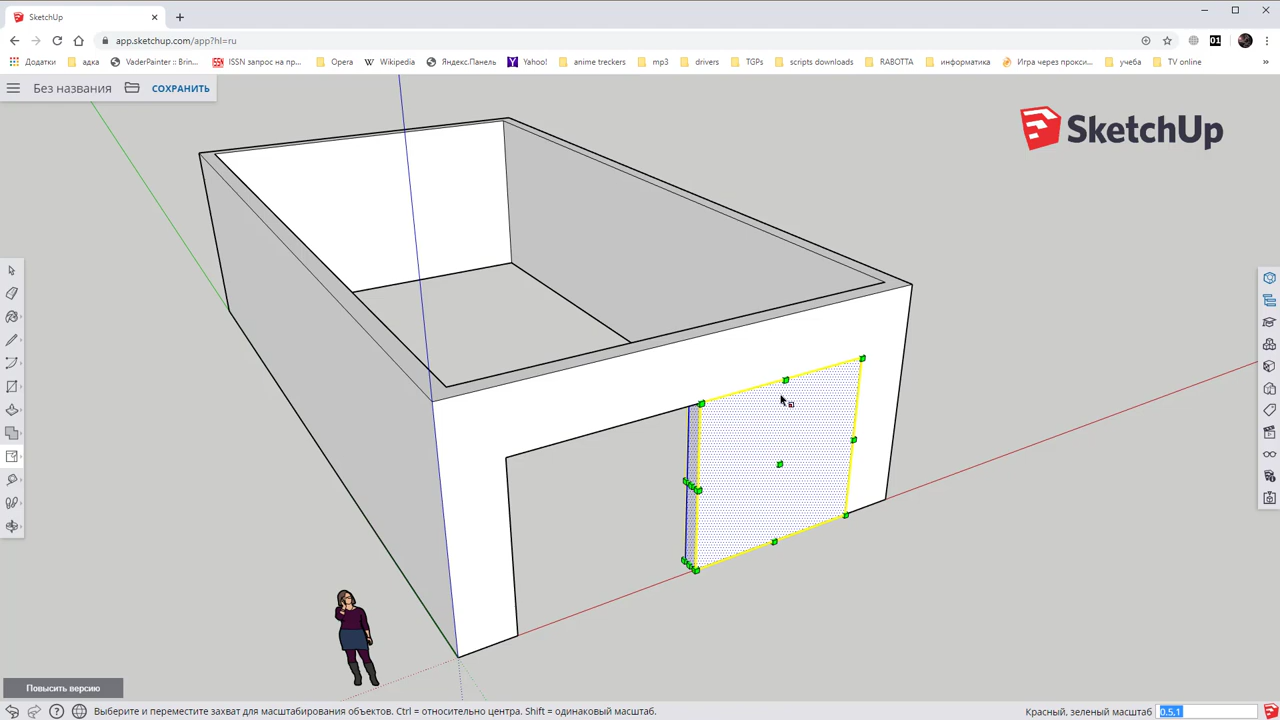 SketchUp
app.sketchup.com/app?hl=ru
01
Додатки адка VaderPainter :: Brin... ISSN запрос на пр... Opera Wikipedia Яндекс.Панель Yahoo! anime treckers mp3 drivers TGPs scripts downloads RABOTTA информатика Игра через прокси... учеба TV online »
Без названия СОХРАНИТЬ
SketchUp
Повысить версию
Выберите и переместите захват для масштабирования объектов. Ctrl = относительно центра. Shift = одинаковый масштаб. Красный, зеленый масштаб 0.5,1